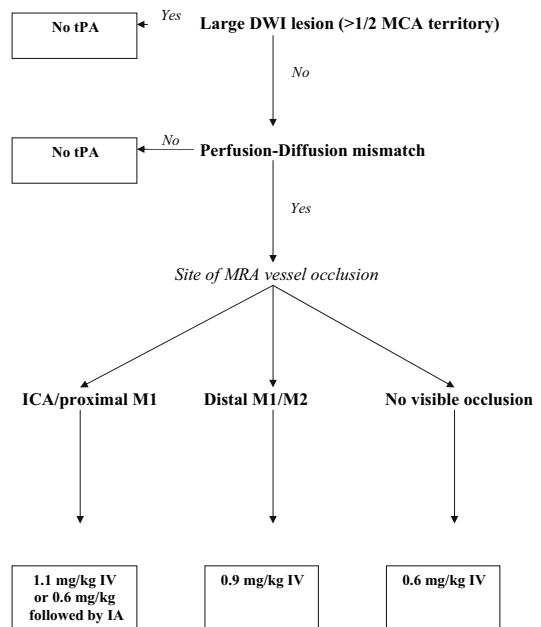 No tPA
Yes
Large DWI lesion (>1/2 MCA territory)
No
No tPA
No
Perfusion-Diffusion mismatch
Yes
Site of MRA vessel occlusion
ICA/proximal M1
Distal M1/M2
No visible occlusion
1.1 mg/kg IV
or 0.6 mg/kg
followed by IA
0.9 mg/kg IV
0.6 mg/kg IV